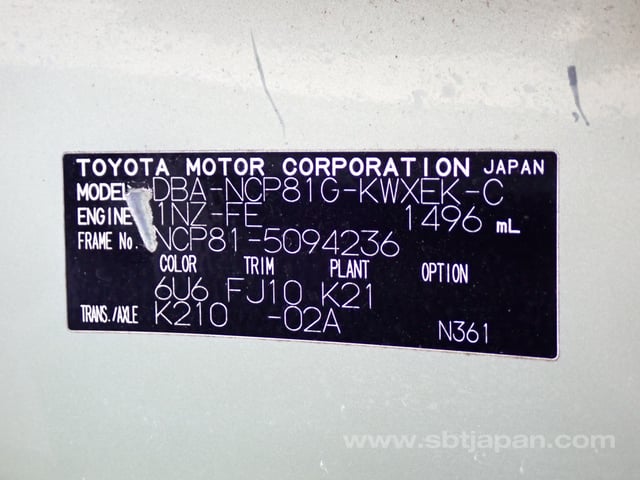 TOYOTA MOTOR CORPORATION JAPAN
MODEL DBA-NCP81G-KWXEK-C
ENGINE 1NZ-FE 1496 mL
FRAME No. NCP81-5094236
COLOR TRIM PLANT OPTION
6U6 FJ10 K21
TRANS./AXLE K210 -02A N361
www.sbtjapan.com